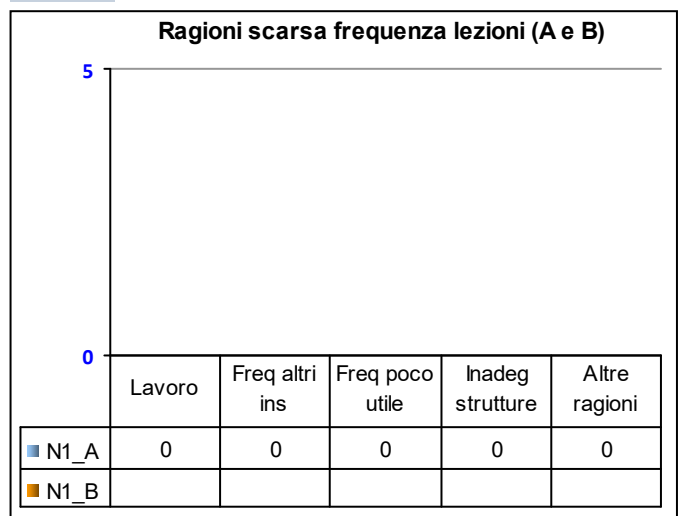 Ragioni scarsa frequenza lezioni (A e B)
5
0
Lavoro Freq altri ins Freq poco utile Inadeg strutture Altre ragioni
N1_A 0 0 0 0 0
N1_B